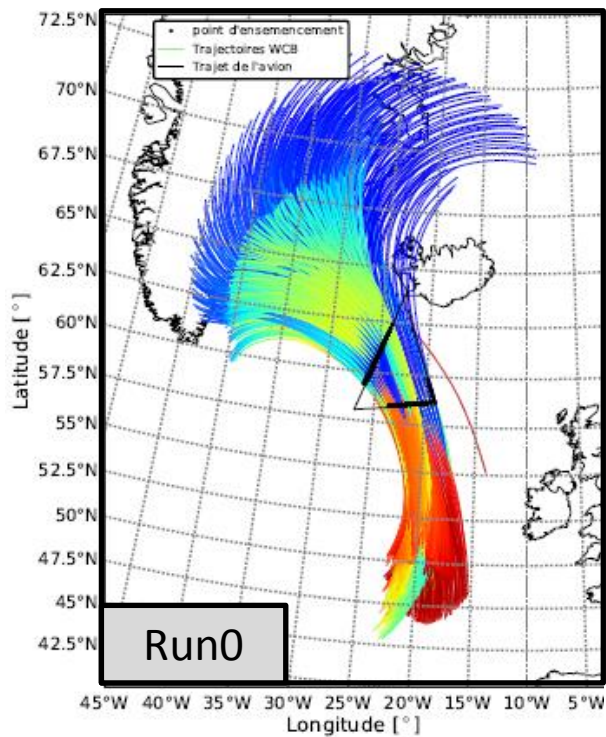 point d'ensemencement
Trajectoires WCB
Trajet de l'avion
72.5°N
70°N
67.5°N
65°N
62.5°N
60°N
57.5°N
55°N
52.5°N
50°N
47.5°N
45°N
42.5°N
Latitude [°]
Run0
45°W 40°W 35°W 30°W 25°W 20°W 15°W 10°W 5°W
Longitude [°]